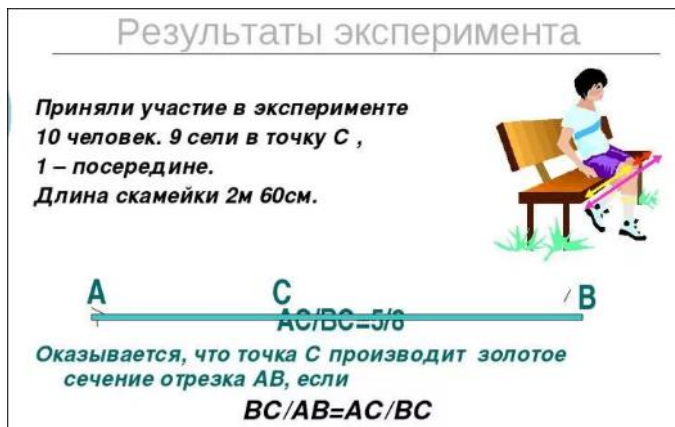 Результаты эксперимента
Приняли участие в эксперименте
10 человек. 9 сели в точку С ,
1 – посередине.
Длина скамейки 2м 60см.
А С В
АС/ВС=5/8
Оказывается, что точка С производит золотое
сечение отрезка АВ, если
ВС/АВ=АС/ВС